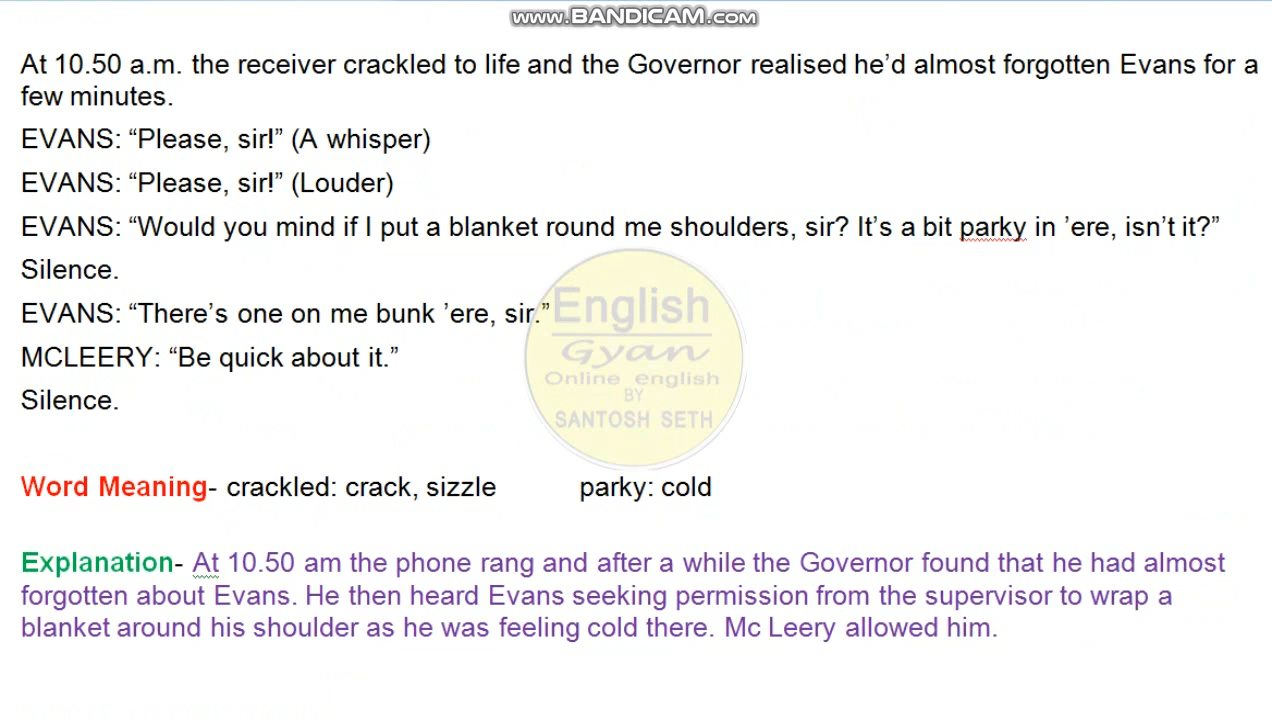 www.BANDICAM.com
At 10.50 a.m. the receiver crackled to life and the Governor realised he’d almost forgotten Evans for a
few minutes.
EVANS: “Please, sir!” (A whisper)
EVANS: “Please, sir!” (Louder)
EVANS: “Would you mind if I put a blanket round me shoulders, sir? It’s a bit parky in ’ere, isn’t it?”
Silence.
EVANS: “There’s one on me bunk ’ere, sir.”
MCLEERY: “Be quick about it.”
Silence.
English
Gyan
Online english
BY
SANTOSH SETH
Word Meaning- crackled: crack, sizzle parky: cold
Explanation- At 10.50 am the phone rang and after a while the Governor found that he had almost
forgotten about Evans. He then heard Evans seeking permission from the supervisor to wrap a
blanket around his shoulder as he was feeling cold there. Mc Leery allowed him.